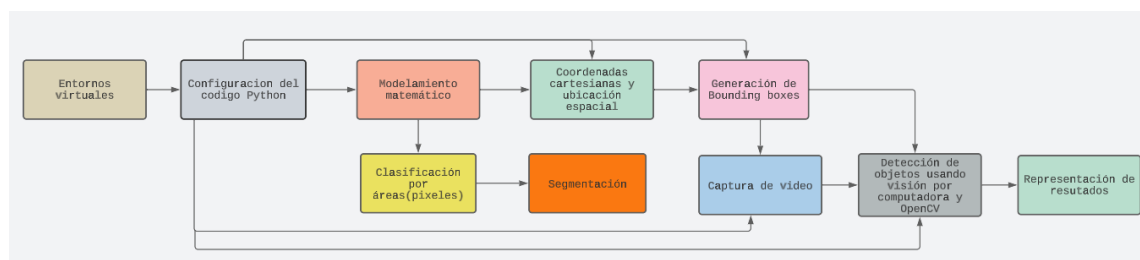 Entornos
virtuales
Configuracion del
codigo Python
Modelamiento
matemático
Coordenadas
cartesianas y
ubicación
espacial
Generación de
Bounding boxes
Clasificación
por
áreas(pixeles)
Segmentación
Captura de video
Detección de
objetos usando
visión por
computadora y
OpenCV
Representación de
resutados